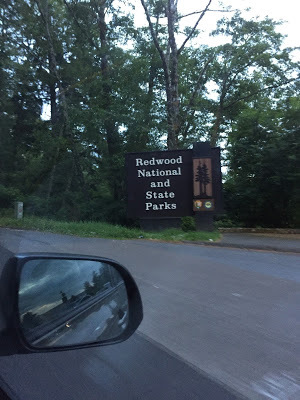 Redwood
National
and
State
Parks